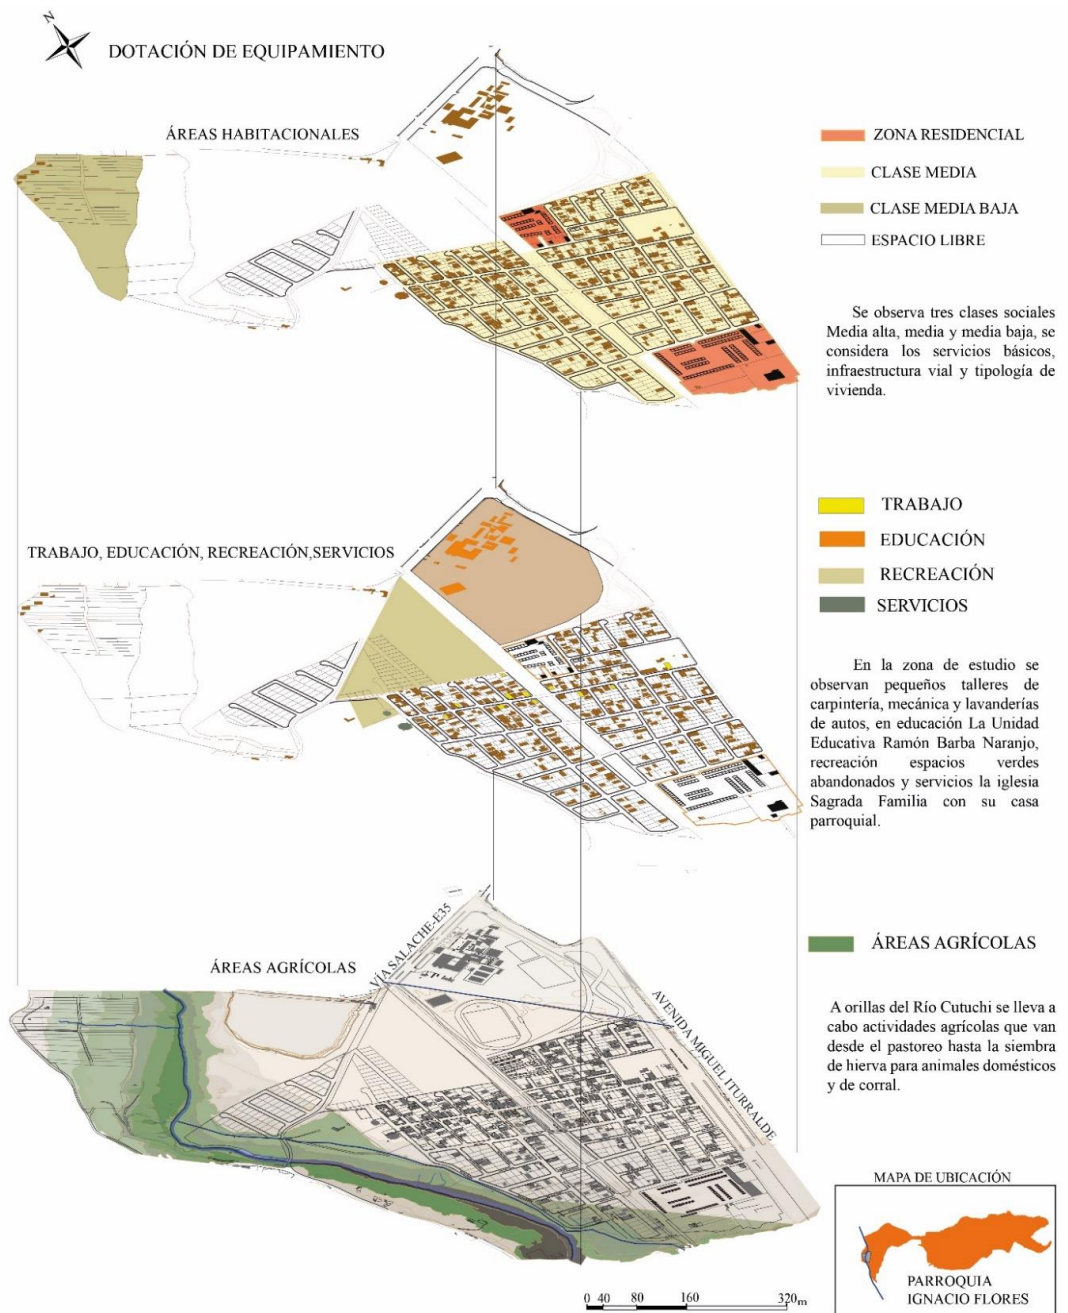 N
DOTACIÓN DE EQUIPAMIENTO
ÁREAS HABITACIONALES
ZONA RESIDENCIAL
CLASE MEDIA
CLASE MEDIA BAJA
ESPACIO LIBRE
Se observa tres clases sociales
Media alta, media y media baja, se
considera los servicios básicos,
infraestructura vial y tipología de
vivienda.
TRABAJO, EDUCACIÓN, RECREACIÓN,SERVICIOS
TRABAJO
EDUCACIÓN
RECREACIÓN
SERVICIOS
En la zona de estudio se
observan pequeños talleres de
carpintería, mecánica y lavanderías
de autos, en educación La Unidad
Educativa Ramón Barba Naranjo,
recreación espacios verdes
abandonados y servicios la iglesia
Sagrada Familia con su casa
parroquial.
ÁREAS AGRÍCOLAS
VÍA SALACHE-E35
AVENIDA MIGUEL ITURRALDE
ÁREAS AGRÍCOLAS
A orillas del Río Cutuchi se lleva a
cabo actividades agrícolas que van
desde el pastoreo hasta la siembra
de hierva para animales domésticos
y de corral.
MAPA DE UBICACIÓN
PARROQUIA
IGNACIO FLORES
0 40 80 160 320m